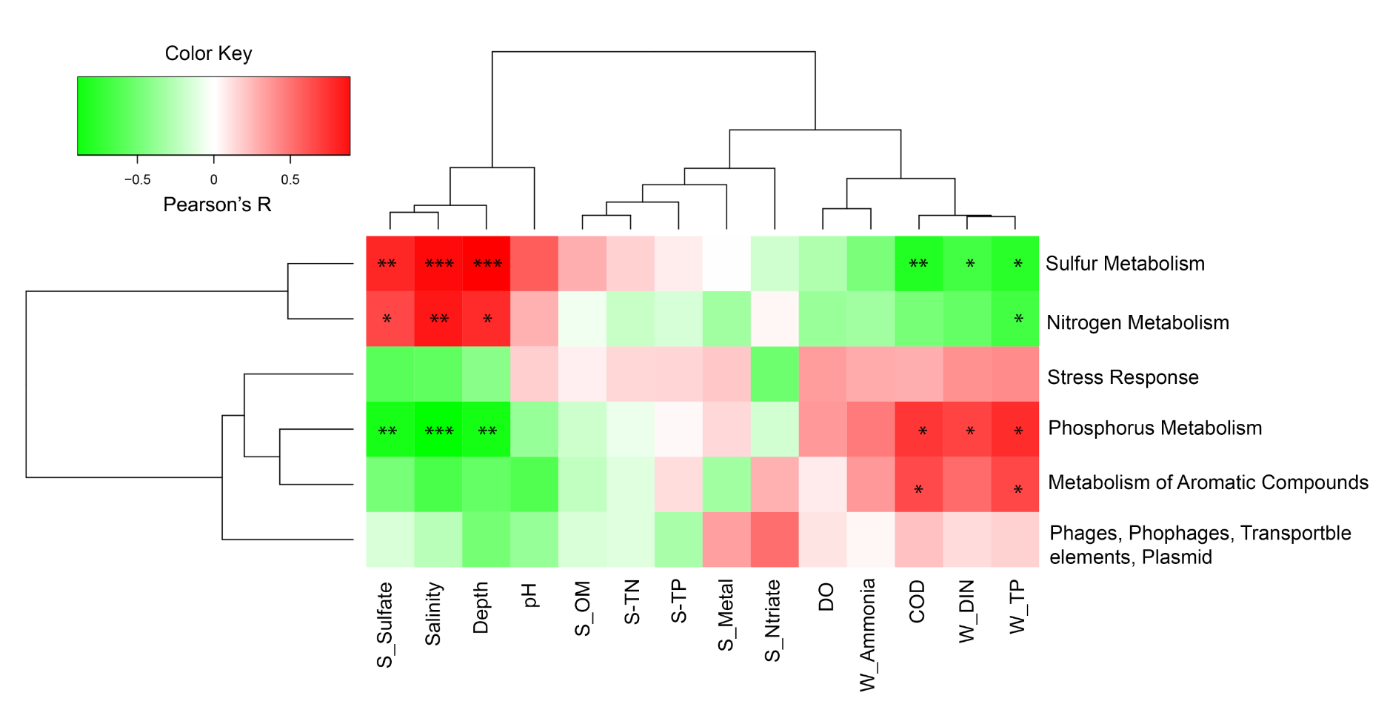 Color Key
−0.5 0 0.5
Pearson's R
** *** *** ** * * Sulfur Metabolism
* ** * * Nitrogen Metabolism
Stress Response
** *** ** * * * Phosphorus Metabolism
* * Metabolism of Aromatic Compounds
Phages, Phophages, Transportble
elements, Plasmid
S_Sulfate
Salinity
Depth
pH
S_OM
S-TN
S-TP
S_Metal
S_Ntriate
DO
W_Ammonia
COD
W_DIN
W_TP